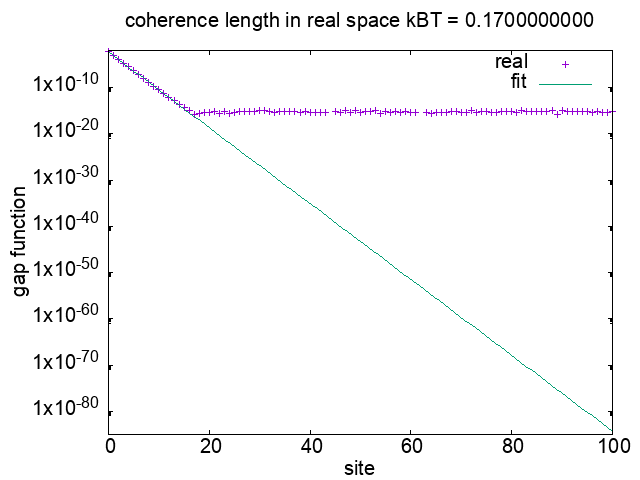 coherence length in real space kBT = 0.1700000000
real
fit
gap function
1x10-10
1x10-20
1x10-30
1x10-40
1x10-50
1x10-60
1x10-70
1x10-80
0 20 40 60 80 100
site